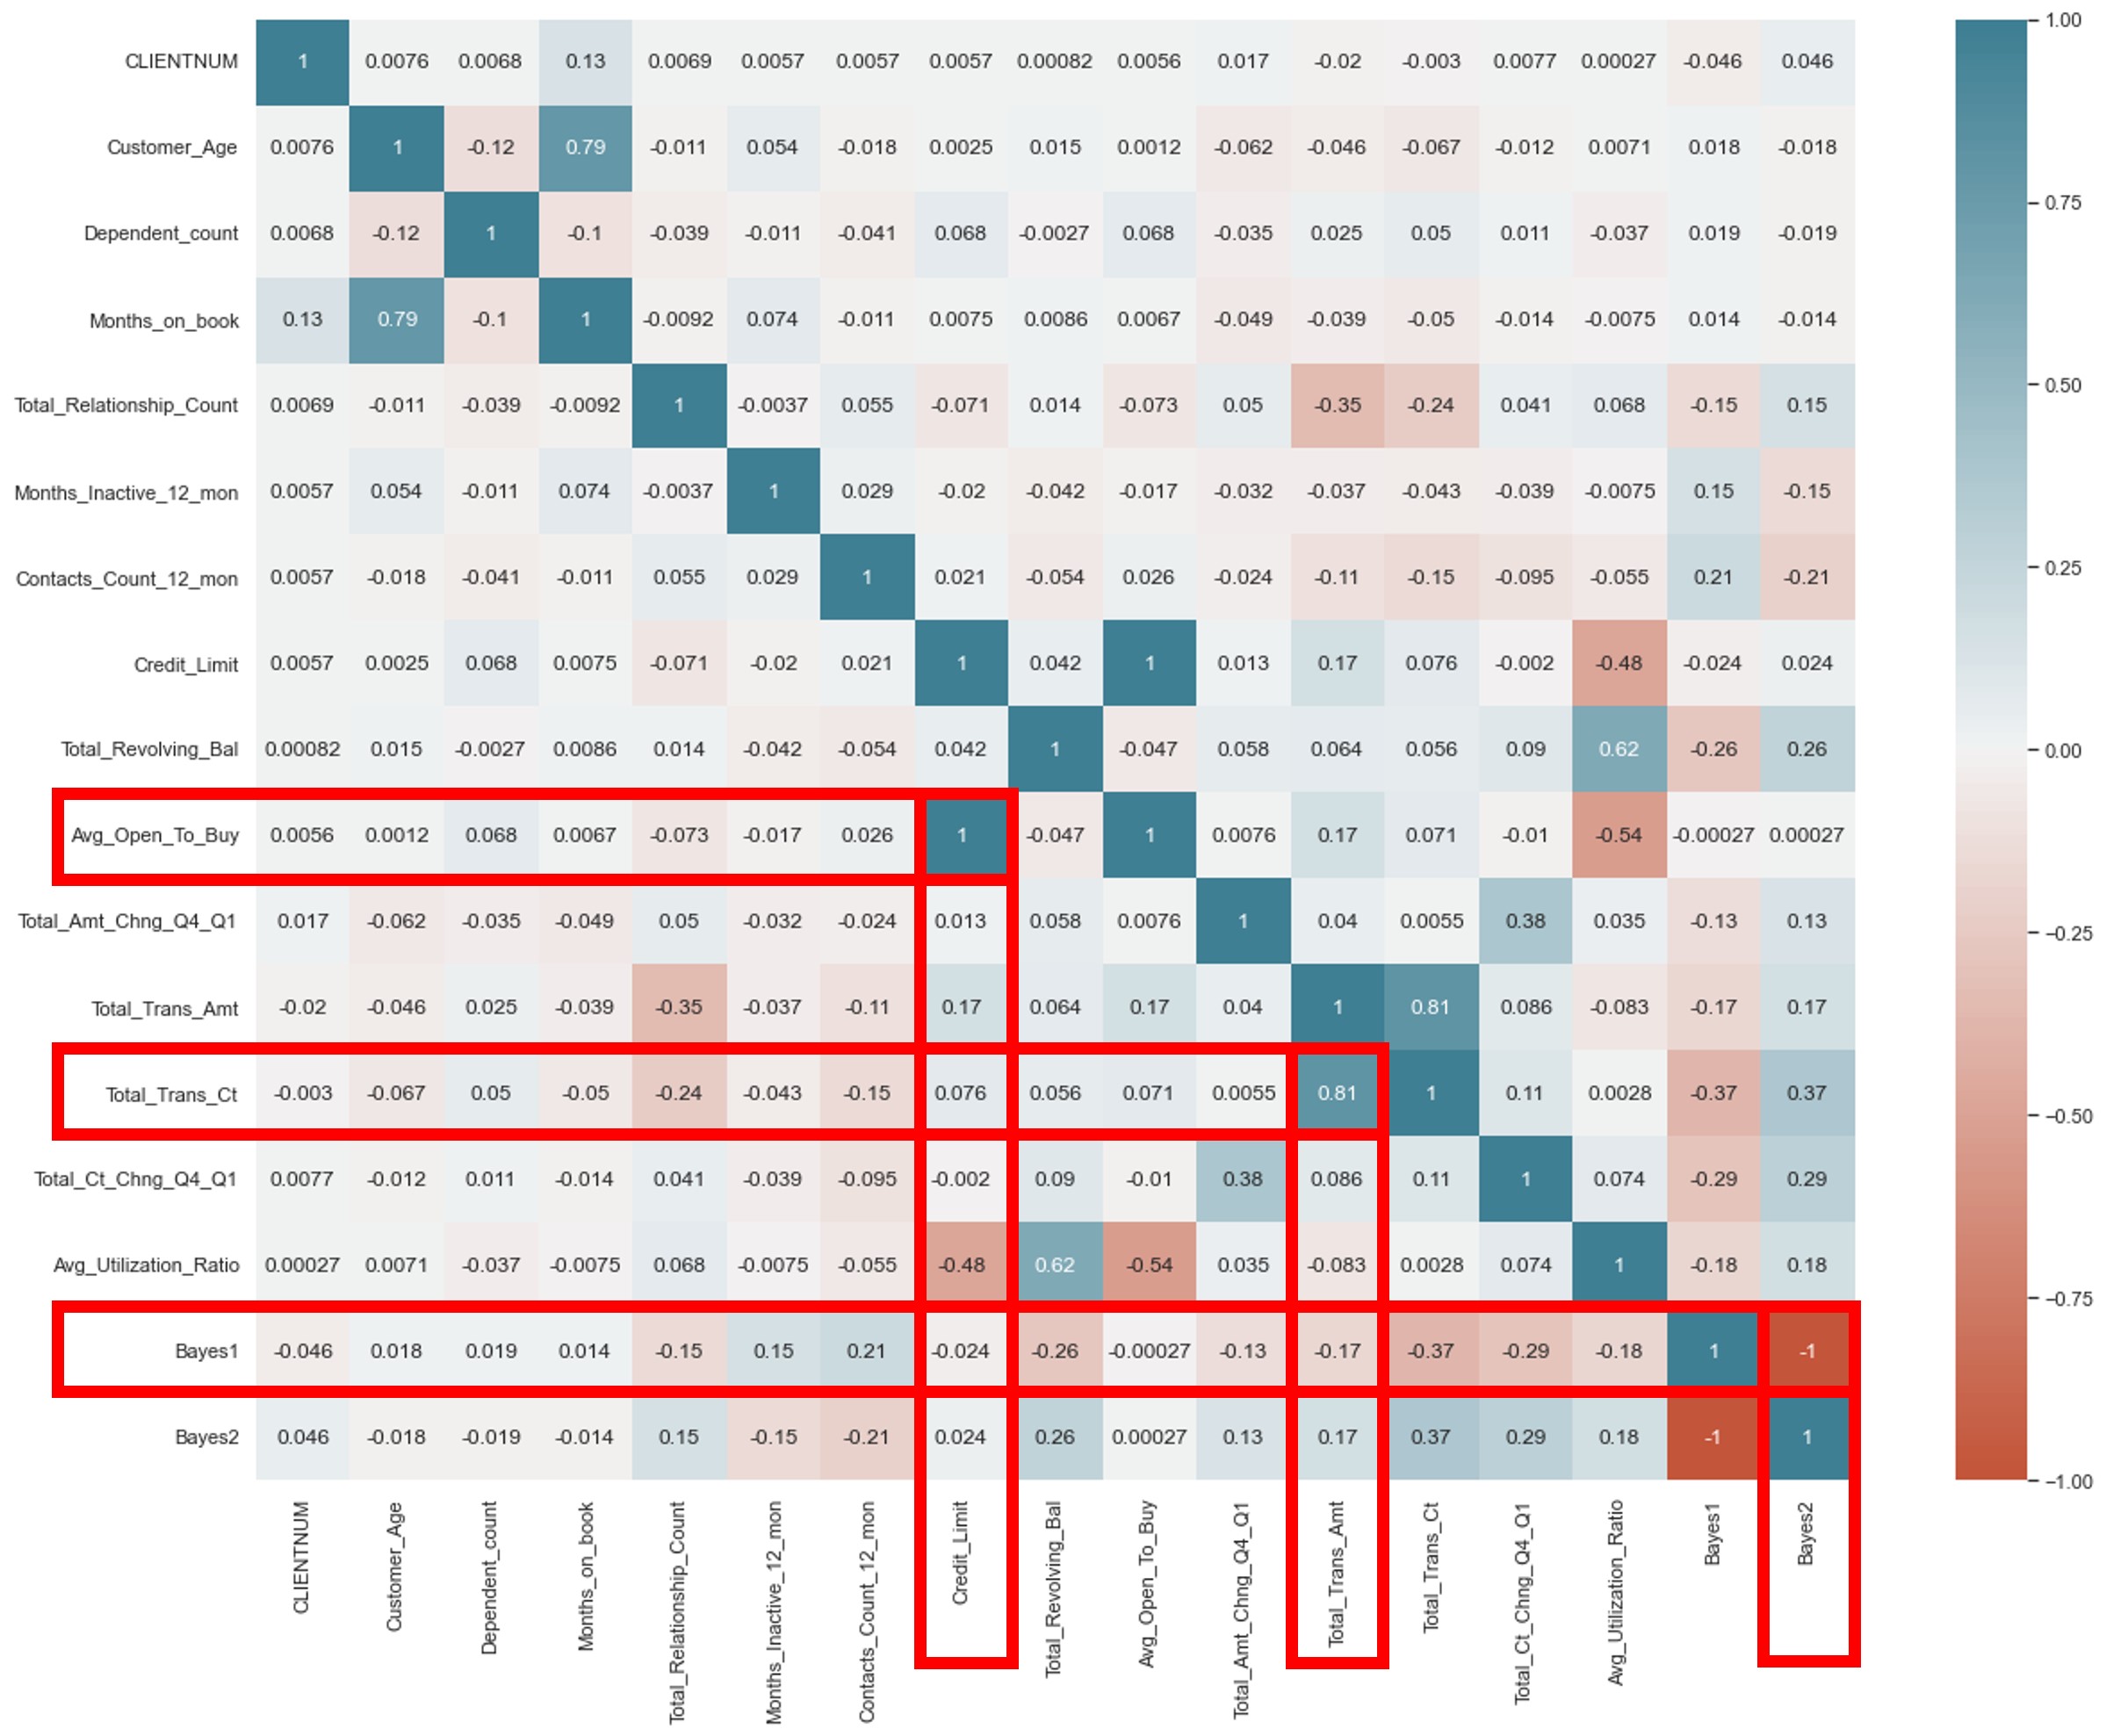 CLIENTNUM 1 0.0076 0.0068 0.13 0.0069 0.0057 0.0057 0.0057 0.00082 0.0056 0.017 -0.02 -0.003 0.0077 0.00027 -0.046 0.046 1.00
Customer_Age 0.0076 1 -0.12 0.79 -0.011 0.054 -0.018 0.0025 0.015 0.0012 -0.062 -0.046 -0.067 -0.012 0.0071 0.018 -0.018
0.75
Dependent_count 0.0068 -0.12 1 -0.1 -0.039 -0.011 -0.041 0.068 -0.0027 0.068 -0.035 0.025 0.05 0.011 -0.037 0.019 -0.019
Months_on_book 0.13 0.79 -0.1 1 -0.0092 0.074 -0.011 0.0075 0.0086 0.0067 -0.049 -0.039 -0.05 -0.014 -0.0075 0.014 -0.014
0.50
Total_Relationship_Count 0.0069 -0.011 -0.039 -0.0092 1 -0.0037 0.055 -0.071 0.014 -0.073 0.05 -0.35 -0.24 0.041 0.068 -0.15 0.15
Months_Inactive_12_mon 0.0057 0.054 -0.011 0.074 -0.0037 1 0.029 -0.02 -0.042 -0.017 -0.032 -0.037 -0.043 -0.039 -0.0075 0.15 -0.15
0.25
Contacts_Count_12_mon 0.0057 -0.018 -0.041 -0.011 0.055 0.029 1 0.021 -0.054 0.026 -0.024 -0.11 -0.15 -0.095 -0.055 0.21 -0.21
Credit_Limit 0.0057 0.0025 0.068 0.0075 -0.071 -0.02 0.021 1 0.042 1 0.013 0.17 0.076 -0.002 -0.48 -0.024 0.024
Total_Revolving_Bal 0.00082 0.015 -0.0027 0.0086 0.014 -0.042 -0.054 0.042 1 -0.047 0.058 0.064 0.056 0.09 0.62 -0.26 0.26 0.00
Avg_Open_To_Buy 0.0056 0.0012 0.068 0.0067 -0.073 -0.017 0.026 1 -0.047 1 0.0076 0.17 0.071 -0.01 -0.54 -0.00027 0.00027
Total_Amt_Chng_Q4_Q1 0.017 -0.062 -0.035 -0.049 0.05 -0.032 -0.024 0.013 0.058 0.0076 1 0.04 0.0055 0.38 0.035 -0.13 0.13 −0.25
Total_Trans_Amt -0.02 -0.046 0.025 -0.039 -0.35 -0.037 -0.11 0.17 0.064 0.17 0.04 1 0.81 0.086 -0.083 -0.17 0.17
Total_Trans_Ct -0.003 -0.067 0.05 -0.05 -0.24 -0.043 -0.15 0.076 0.056 0.071 0.0055 0.81 1 0.11 0.0028 -0.37 0.37 −0.50
Total_Ct_Chng_Q4_Q1 0.0077 -0.012 0.011 -0.014 0.041 -0.039 -0.095 -0.002 0.09 -0.01 0.38 0.086 0.11 1 0.074 -0.29 0.29
Avg_Utilization_Ratio 0.00027 0.0071 -0.037 -0.0075 0.068 -0.0075 -0.055 -0.48 0.62 -0.54 0.035 -0.083 0.0028 0.074 1 -0.18 0.18 −0.75
Bayes1 -0.046 0.018 0.019 0.014 -0.15 0.15 0.21 -0.024 -0.26 -0.00027 -0.13 -0.17 -0.37 -0.29 -0.18 1 -1
Bayes2 0.046 -0.018 -0.019 -0.014 0.15 -0.15 -0.21 0.024 0.26 0.00027 0.13 0.17 0.37 0.29 0.18 -1 1
−1.00
CLIENTNUM
Customer_Age
Dependent_count
Months_on_book
Total_Relationship_Count
Months_Inactive_12_mon
Contacts_Count_12_mon
Credit_Limit
Total_Revolving_Bal
Avg_Open_To_Buy
Total_Amt_Chng_Q4_Q1
Total_Trans_Amt
Total_Trans_Ct
Total_Ct_Chng_Q4_Q1
Avg_Utilization_Ratio
Bayes1
Bayes2